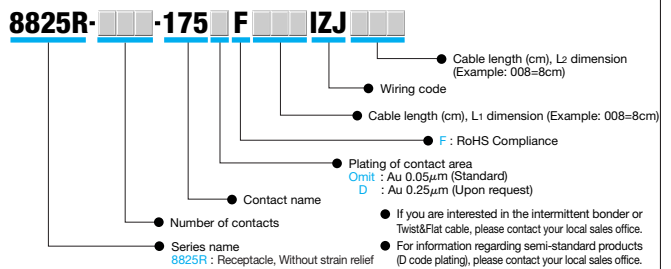 8825R- -175 F IZJ
Cable length (cm), L2 dimension
(Example: 008=8cm)
Wiring code
Cable length (cm), L1 dimension (Example: 008=8cm)
F : RoHS Compliance
Plating of contact area
Omit : Au 0.05μm (Standard)
D : Au 0.25μm (Upon request)
Contact name
Number of contacts
Series name
8825R : Receptacle, Without strain relief
● If you are interested in the intermittent bonder or
Twist&Flat cable, please contact your local sales office.
● For information regarding semi-standard products
(D code plating), please contact your local sales office.